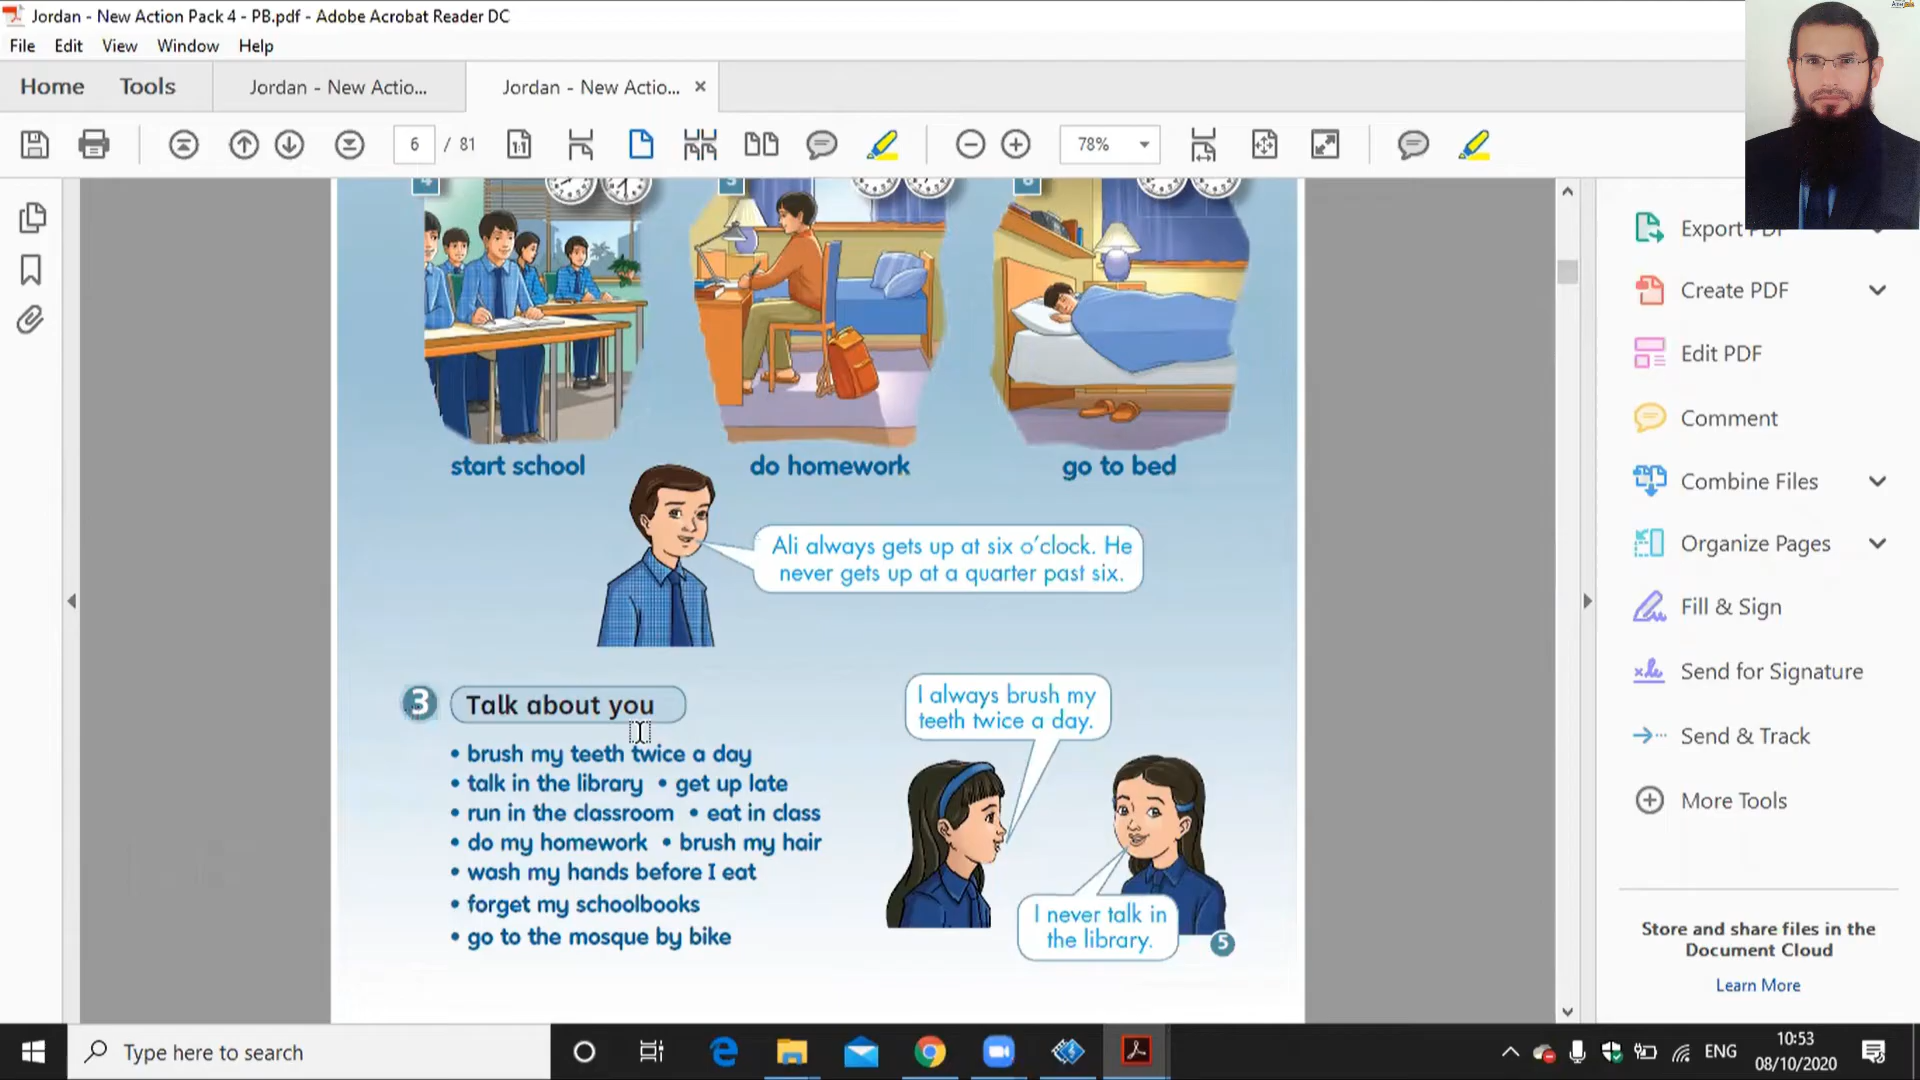 Jordan - New Action Pack 4 - PB.pdf - Adobe Acrobat Reader DC
File Edit View Window Help
Home Tools Jordan - New Actio... Jordan - New Actio... ×
6 / 81 78%
4 5 6
start school do homework go to bed
Ali always gets up at six o'clock. He
never gets up at a quarter past six.
3 Talk about you
• brush my teeth twice a day
• talk in the library • get up late
• run in the classroom • eat in class
• do my homework • brush my hair
• wash my hands before I eat
• forget my schoolbooks
• go to the mosque by bike
I always brush my
teeth twice a day.
I never talk in
the library.
5
Export PDF
Create PDF
Edit PDF
Comment
Combine Files
Organize Pages
Fill & Sign
Send for Signature
Send & Track
More Tools
Store and share files in the
Document Cloud
Learn More
Type here to search
ENG
10:53
08/10/2020